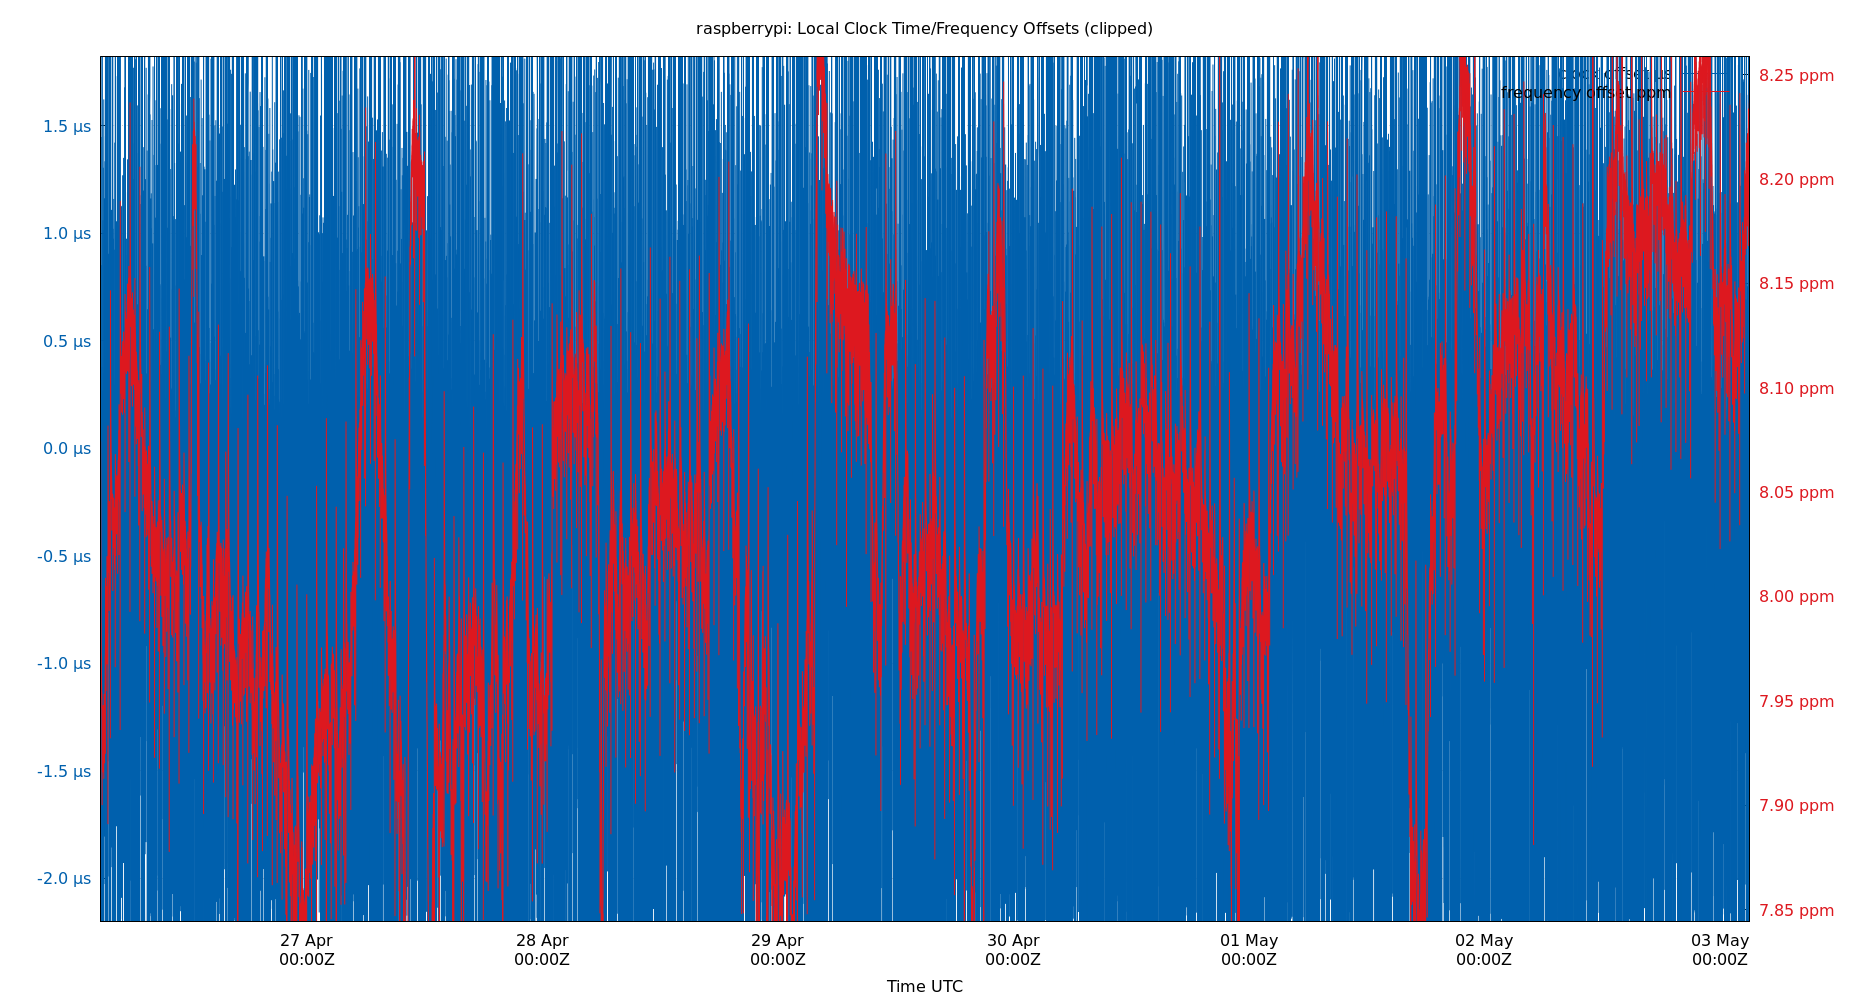 raspberrypi: Local Clock Time/Frequency Offsets (clipped)
clock offset µs
frequency offset ppm
1.5 µs
1.0 µs
0.5 µs
0.0 µs
-0.5 µs
-1.0 µs
-1.5 µs
-2.0 µs
8.25 ppm
8.20 ppm
8.15 ppm
8.10 ppm
8.05 ppm
8.00 ppm
7.95 ppm
7.90 ppm
7.85 ppm
27 Apr
00:00Z
28 Apr
00:00Z
29 Apr
00:00Z
30 Apr
00:00Z
01 May
00:00Z
02 May
00:00Z
03 May
00:00Z
Time UTC